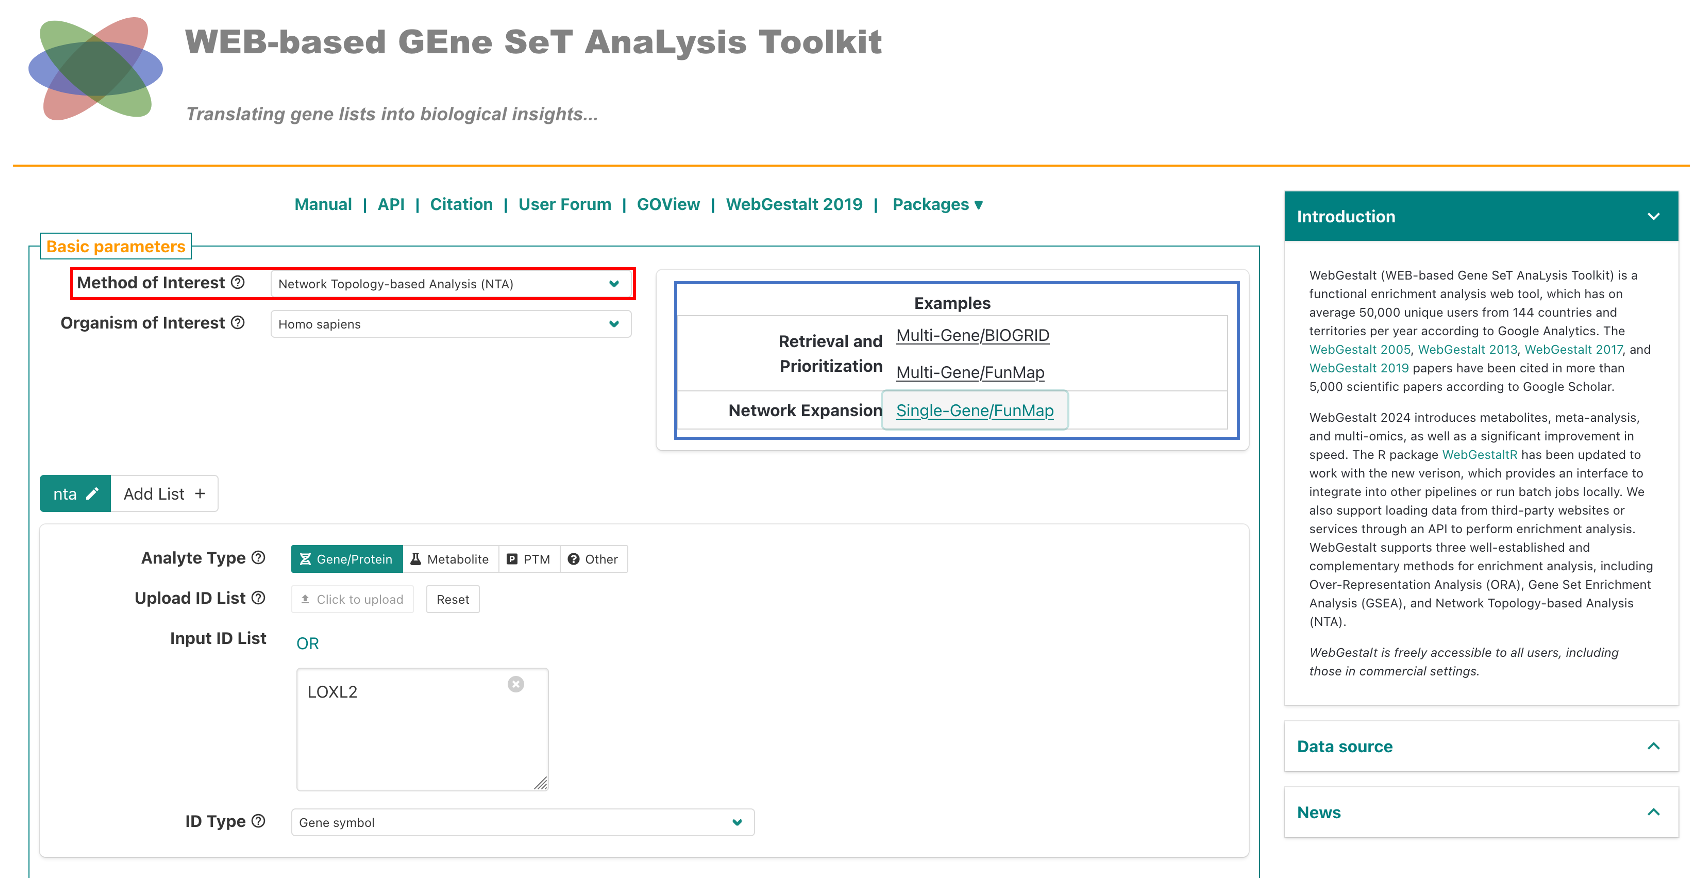 WEB-based GEne SeT AnaLysis Toolkit
Translating gene lists into biological insights...
Manual | API | Citation | User Forum | GOView | WebGestalt 2019 | Packages ▾
Basic parameters
Method of Interest
Network Topology-based Analysis (NTA)
Organism of Interest
Homo sapiens
Examples
Retrieval and
Prioritization
Multi-Gene/BIOGRID
Multi-Gene/FunMap
Network Expansion
Single-Gene/FunMap
nta
Add List +
Analyte Type
Gene/Protein
Metabolite
P PTM
Other
Upload ID List
Click to upload
Reset
Input ID List
OR
LOXL2
ID Type
Gene symbol
Introduction
WebGestalt (WEB-based Gene SeT AnaLysis Toolkit) is a
functional enrichment analysis web tool, which has on
average 50,000 unique users from 144 countries and
territories per year according to Google Analytics. The
WebGestalt 2005, WebGestalt 2013, WebGestalt 2017, and
WebGestalt 2019 papers have been cited in more than
5,000 scientific papers according to Google Scholar.
WebGestalt 2024 introduces metabolites, meta-analysis,
and multi-omics, as well as a significant improvement in
speed. The R package WebGestaltR has been updated to
work with the new verison, which provides an interface to
integrate into other pipelines or run batch jobs locally. We
also support loading data from third-party websites or
services through an API to perform enrichment analysis.
WebGestalt supports three well-established and
complementary methods for enrichment analysis, including
Over-Representation Analysis (ORA), Gene Set Enrichment
Analysis (GSEA), and Network Topology-based Analysis
(NTA).
WebGestalt is freely accessible to all users, including
those in commercial settings.
Data source
News